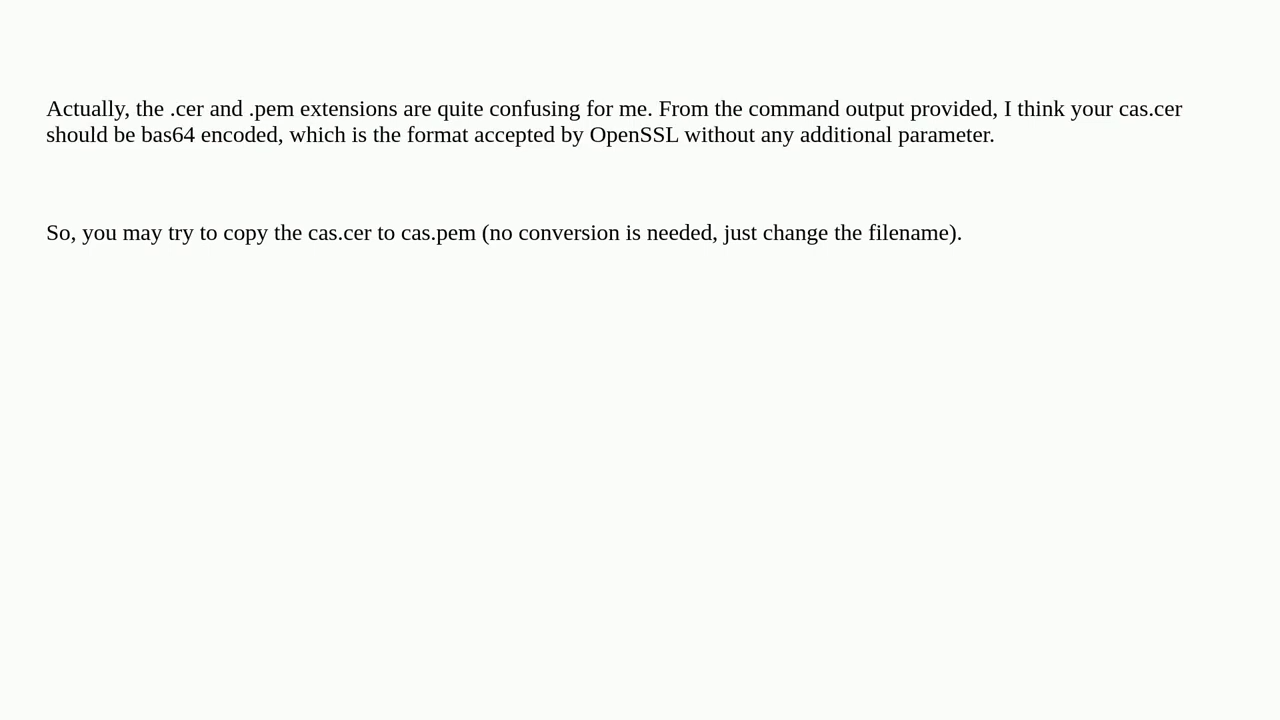 Actually, the .cer and .pem extensions are quite confusing for me. From the command output provided, I think your cas.cer
should be bas64 encoded, which is the format accepted by OpenSSL without any additional parameter.
So, you may try to copy the cas.cer to cas.pem (no conversion is needed, just change the filename).